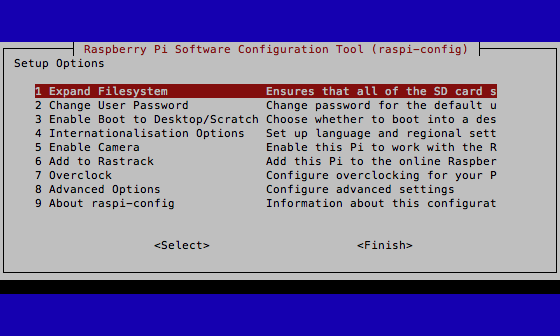 Raspberry Pi Software Configuration Tool (raspi-config)
Setup Options
1 Expand Filesystem Ensures that all of the SD card s
2 Change User Password Change password for the default u
3 Enable Boot to Desktop/Scratch Choose whether to boot into a des
4 Internationalisation Options Set up language and regional sett
5 Enable Camera Enable this Pi to work with the R
6 Add to Rastrack Add this Pi to the online Raspber
7 Overclock Configure overclocking for your P
8 Advanced Options Configure advanced settings
9 About raspi-config Information about this configurat
<Select> <Finish>